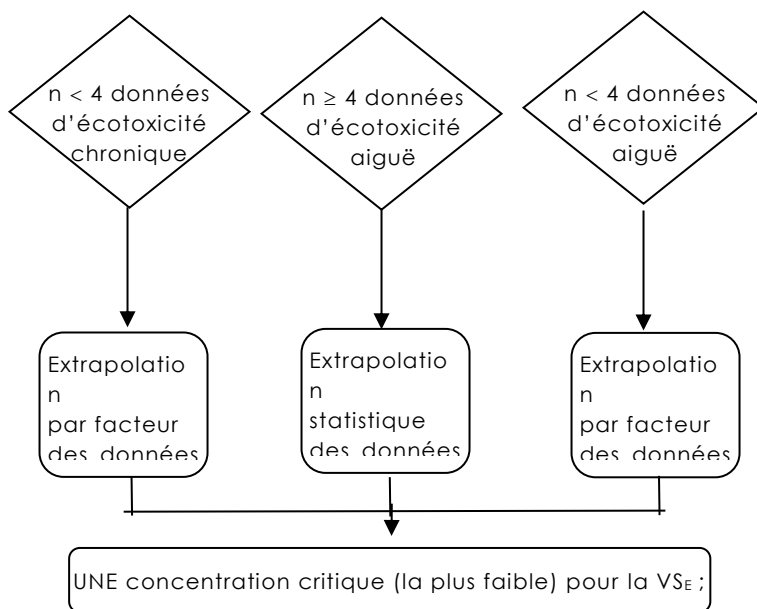 n < 4 données
d’écotoxicité
chronique
n ≥ 4 données
d’écotoxicité
aiguë
n < 4 données
d’écotoxicité
aiguë
Extrapolatio
n
par facteur
des données
Extrapolatio
n
statistique
des données
Extrapolatio
n
par facteur
des données
UNE concentration critique (la plus faible) pour la VSE ;